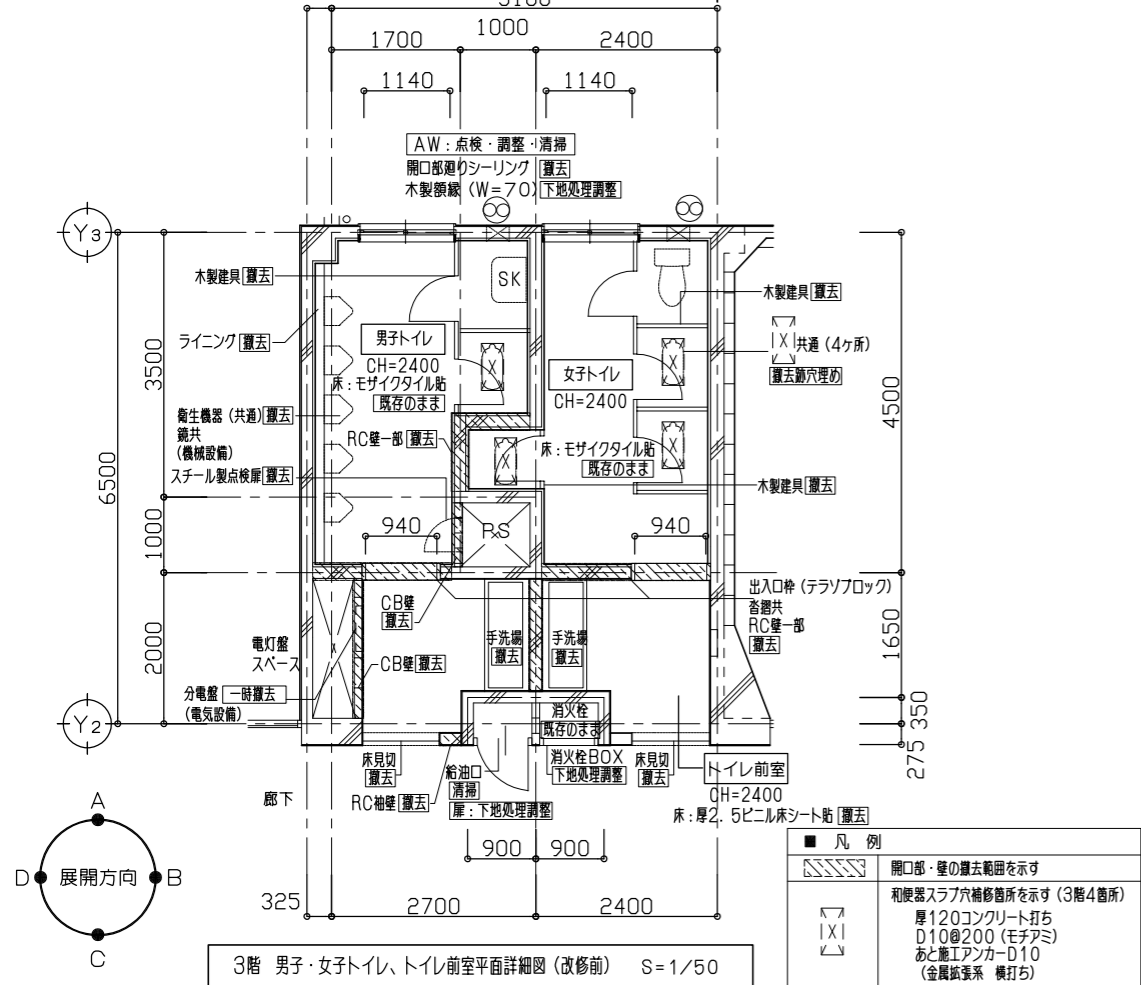 1700
1000
2400
1140
1140
AW：点検・調整・清掃
開口部廻りシーリング 撤去
木製額縁（W=70）下地処理調整
Y3
木製建具 撤去
SK
木製建具 撤去
ライニング 撤去
男子トイレ
CH=2400
床：モザイクタイル貼
既存のまま
共通（4ヶ所）
撤去跡穴埋め
女子トイレ
CH=2400
3500
4500
6500
衛生機器（共通）撤去
鏡共
（機械設備）
RC壁一部 撤去
床：モザイクタイル貼
既存のまま
スチール製点検扉 撤去
木製建具 撤去
1000
940
PS
940
CB壁
撤去
出入口枠（テラゾブロック）
沓摺共
RC壁一部
撤去
2000
1650
電灯盤
スペース
手洗場
撤去
手洗場
撤去
CB壁 撤去
分電盤 一時撤去
（電気設備）
Y2
消火栓
既存のまま
350
275
床見切
撤去
給油口
清掃
扉：下地処理調整
消火栓BOX
下地処理調整
床見切
撤去
トイレ前室
CH=2400
床：厚2．5ビニル床シート貼 撤去
廊下
RC袖壁 撤去
900
900
A
D
展開方向
B
C
325
2700
2400
■ 凡 例
開口部・壁の撤去範囲を示す
和便器スラブ穴補修箇所を示す（3階4箇所）
厚120コンクリート打ち
D10@200（モチアミ）
あと施工アンカーD10
（金属拡張系 横打ち）
3階 男子・女子トイレ、トイレ前室平面詳細図（改修前） S=1/50